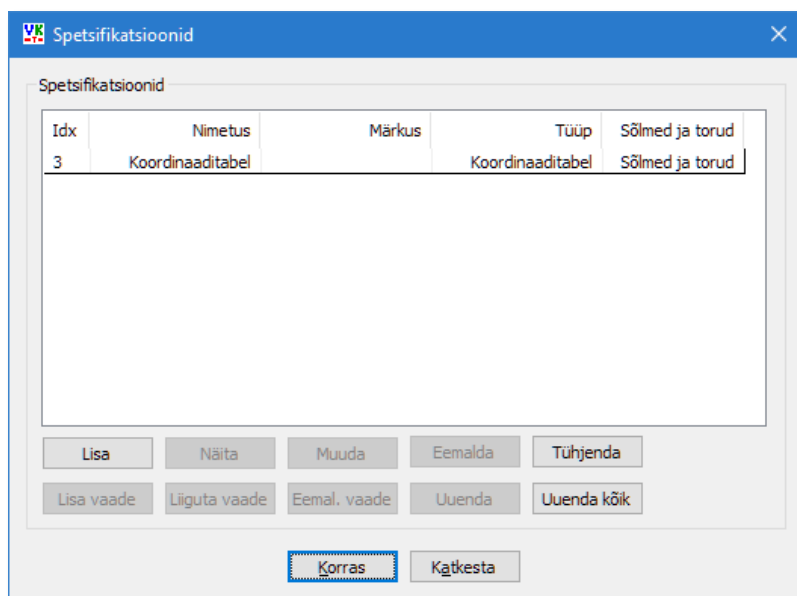 VK
-T-
Spetsifikatsioonid
Spetsifikatsioonid
Idx Nimetus Märkus Tüüp Sõlmed ja torud
3 Koordinaaditabel Koordinaaditabel Sõlmed ja torud
Lisa Näita Muuda Eemalda Tühjenda
Lisa vaade Liiguta vaade Eemal. vaade Uuenda Uuenda kõik
Korras Katkesta